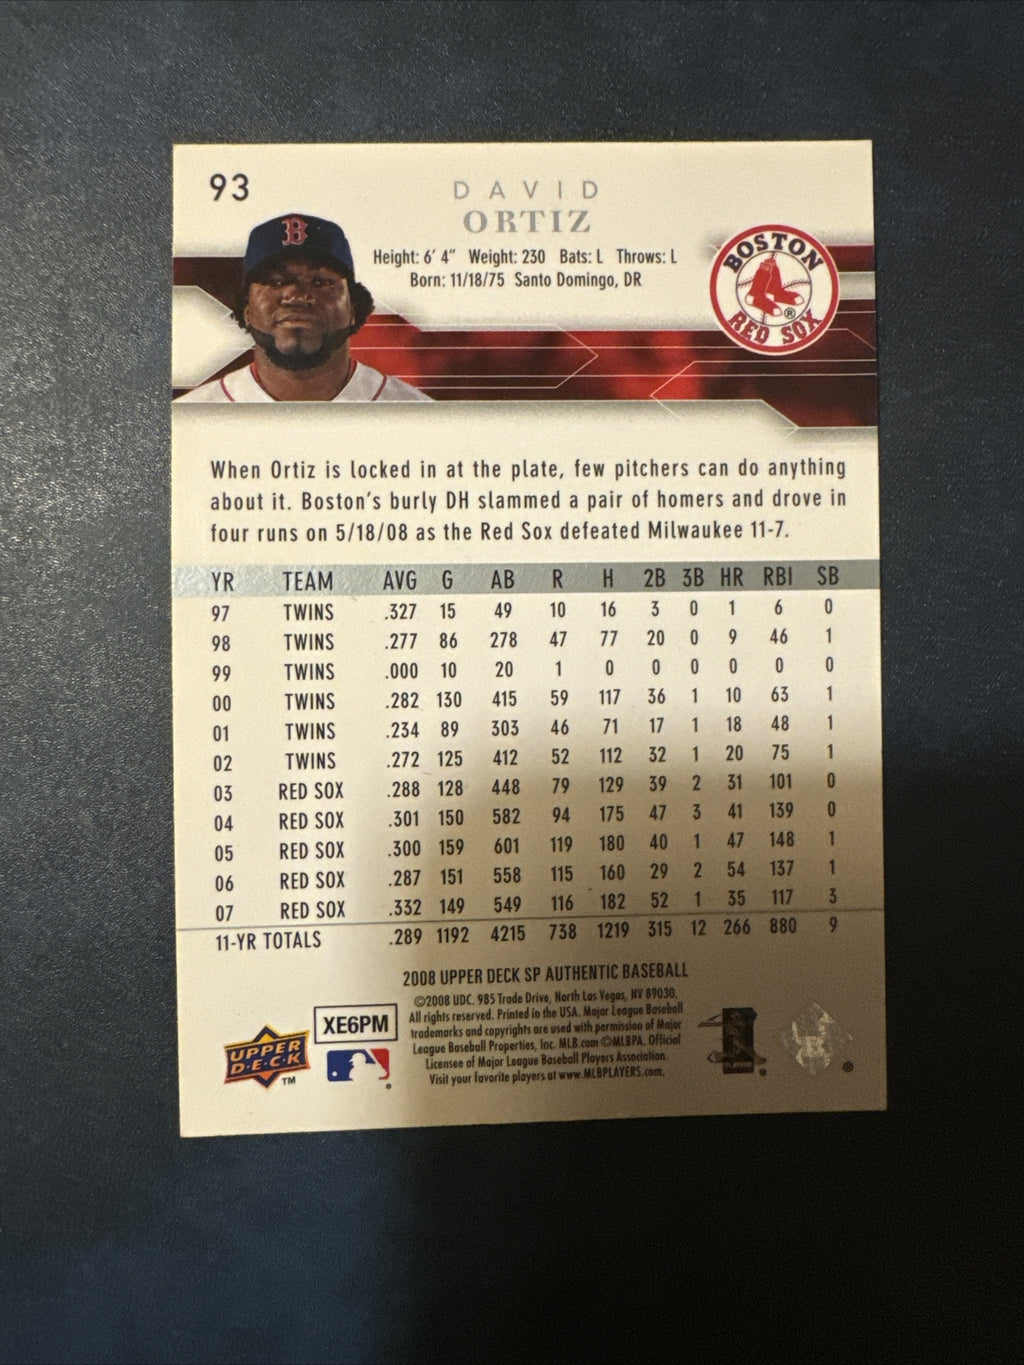 93
DAVID
ORTIZ
Height: 6' 4" Weight: 230 Bats: L Throws: L
Born: 11/18/75 Santo Domingo, DR
B
BOSTON
RED SOX
®
When Ortiz is locked in at the plate, few pitchers can do anything
about it. Boston's burly DH slammed a pair of homers and drove in
four runs on 5/18/08 as the Red Sox defeated Milwaukee 11-7.
YR TEAM AVG G AB R H 2B 3B HR RBI SB
97 TWINS .327 15 49 10 16 3 0 1 6 0
98 TWINS .277 86 278 47 77 20 0 9 46 1
99 TWINS .000 10 20 1 0 0 0 0 0 0
00 TWINS .282 130 415 59 117 36 1 10 63 1
01 TWINS .234 89 303 46 71 17 1 18 48 1
02 TWINS .272 125 412 52 112 32 1 20 75 1
03 RED SOX .288 128 448 79 129 39 2 31 101 0
04 RED SOX .301 150 582 94 175 47 3 41 139 0
05 RED SOX .300 159 601 119 180 40 1 47 148 1
06 RED SOX .287 151 558 115 160 29 2 54 137 1
07 RED SOX .332 149 549 116 182 52 1 35 117 3
11-YR TOTALS .289 1192 4215 738 1219 315 12 266 880 9
2008 UPPER DECK SP AUTHENTIC BASEBALL
©2008 UDC. 985 Trade Drive, North Las Vegas, NV 89030.
All rights reserved. Printed in the USA. Major League Baseball
trademarks and copyrights are used with permission of Major
League Baseball Properties, Inc. MLB.com ©MLBPA. Official
Licensee of Major League Baseball Players Association.
Visit your favorite players at www.MLBPLAYERS.com.
XE6PM
UPPER
D·E·C·K
TM